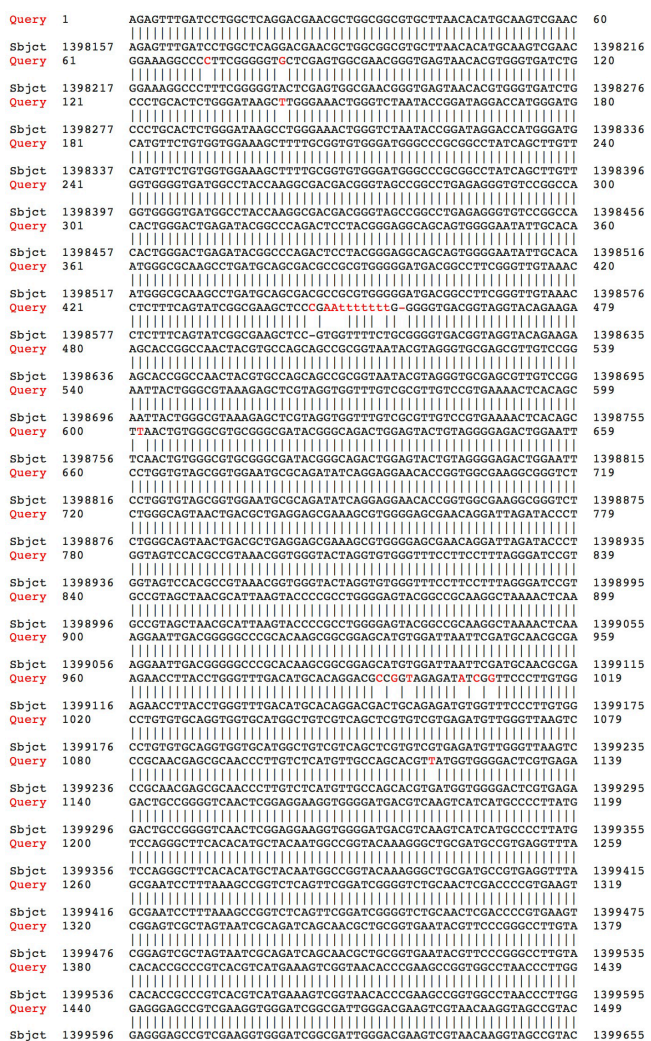 Query 1 AGAGTTTGATCCTGGCTCAGGACGAACGCTGGCGGCGTGCTTAACACATGCAAGTCGAAC 60
||||||||||||||||||||||||||||||||||||||||||||||||||||||||||||
Sbjct 1398157 AGAGTTTGATCCTGGCTCAGGACGAACGCTGGCGGCGTGCTTAACACATGCAAGTCGAAC 1398216
Query 61 GGAAAGGCCCCTTCGGGGGTGCTCGAGTGGCGAACGGGTGAGTAACACGTGGGTGATCTG 120
|||||||||| ||||||||| |||||||||||||||||||||||||||||||||||||||
Sbjct 1398217 GGAAAGGCCCTTTCGGGGGTACTCGAGTGGCGAACGGGTGAGTAACACGTGGGTGATCTG 1398276
Query 121 CCCTGCACTCTGGGATAAGCTTGGGAAACTGGGTCTAATACCGGATAGGACCATGGGATG 180
|||||||||||||||||||| |||||||||||||||||||||||||||||||||||||||
Sbjct 1398277 CCCTGCACTCTGGGATAAGCCTGGGAAACTGGGTCTAATACCGGATAGGACCATGGGATG 1398336
Query 181 CATGTTCTGTGGTGGAAAGCTTTTGCGGTGTGGGATGGGCCCGCGGCCTATCAGCTTGTT 240
||||||||||||||||||||||||||||||||||||||||||||||||||||||||||||
Sbjct 1398337 CATGTTCTGTGGTGGAAAGCTTTTGCGGTGTGGGATGGGCCCGCGGCCTATCAGCTTGTT 1398396
Query 241 GGTGGGGTGATGGCCTACCAAGGCGACGACGGGTAGCCGGCCTGAGAGGGTGTCCGGCCA 300
||||||||||||||||||||||||||||||||||||||||||||||||||||||||||||
Sbjct 1398397 GGTGGGGTGATGGCCTACCAAGGCGACGACGGGTAGCCGGCCTGAGAGGGTGTCCGGCCA 1398456
Query 301 CACTGGGACTGAGATACGGCCCAGACTCCTACGGGAGGCAGCAGTGGGGAATATTGCACA 360
||||||||||||||||||||||||||||||||||||||||||||||||||||||||||||
Sbjct 1398457 CACTGGGACTGAGATACGGCCCAGACTCCTACGGGAGGCAGCAGTGGGGAATATTGCACA 1398516
Query 361 ATGGGCGCAAGCCTGATGCAGCGACGCCGCGTGGGGGATGACGGCCTTCGGGTTGTAAAC 420
||||||||||||||||||||||||||||||||||||||||||||||||||||||||||||
Sbjct 1398517 ATGGGCGCAAGCCTGATGCAGCGACGCCGCGTGGGGGATGACGGCCTTCGGGTTGTAAAC 1398576
Query 421 CTCTTTCAGTATCGGCGAAGCTCCCGAAtttttttG-GGGGTGACGGTAGGTACAGAAGA 479
|||||||||||||||||||||||| | |||| || |||||||||||||||||||||||
Sbjct 1398577 CTCTTTCAGTATCGGCGAAGCTCC-GTGGTTTTCTGCGGGGTGACGGTAGGTACAGAAGA 1398635
Query 480 AGCACCGGCCAACTACGTGCCAGCAGCCGCGGTAATACGTAGGGTGCGAGCGTTGTCCGG 539
||||||||||||||||||||||||||||||||||||||||||||||||||||||||||||
Sbjct 1398636 AGCACCGGCCAACTACGTGCCAGCAGCCGCGGTAATACGTAGGGTGCGAGCGTTGTCCGG 1398695
Query 540 AATTACTGGGCGTAAAGAGCTCGTAGGTGGTTTGTCGCGTTGTCCGTGAAAACTCACAGC 599
||||||||||||||||||||||||||||||||||||||||||||||||||||||||||||
Sbjct 1398696 AATTACTGGGCGTAAAGAGCTCGTAGGTGGTTTGTCGCGTTGTCCGTGAAAACTCACAGC 1398755
Query 600 TTAACTGTGGGCGTGCGGGCGATACGGGCAGACTGGAGTACTGTAGGGGAGACTGGAATT 659
| ||||||||||||||||||||||||||||||||||||||||||||||||||||||||||
Sbjct 1398756 TCAACTGTGGGCGTGCGGGCGATACGGGCAGACTGGAGTACTGTAGGGGAGACTGGAATT 1398815
Query 660 CCTGGTGTAGCGGTGGAATGCGCAGATATCAGGAGGAACACCGGTGGCGAAGGCGGGTCT 719
||||||||||||||||||||||||||||||||||||||||||||||||||||||||||||
Sbjct 1398816 CCTGGTGTAGCGGTGGAATGCGCAGATATCAGGAGGAACACCGGTGGCGAAGGCGGGTCT 1398875
Query 720 CTGGGCAGTAACTGACGCTGAGGAGCGAAAGCGTGGGGAGCGAACAGGATTAGATACCCT 779
||||||||||||||||||||||||||||||||||||||||||||||||||||||||||||
Sbjct 1398876 CTGGGCAGTAACTGACGCTGAGGAGCGAAAGCGTGGGGAGCGAACAGGATTAGATACCCT 1398935
Query 780 GGTAGTCCACGCCGTAAACGGTGGGTACTAGGTGTGGGTTTCCTTCCTTTAGGGATCCGT 839
||||||||||||||||||||||||||||||||||||||||||||||||||||||||||||
Sbjct 1398936 GGTAGTCCACGCCGTAAACGGTGGGTACTAGGTGTGGGTTTCCTTCCTTTAGGGATCCGT 1398995
Query 840 GCCGTAGCTAACGCATTAAGTACCCCGCCTGGGGAGTACGGCCGCAAGGCTAAAACTCAA 899
||||||||||||||||||||||||||||||||||||||||||||||||||||||||||||
Sbjct 1398996 GCCGTAGCTAACGCATTAAGTACCCCGCCTGGGGAGTACGGCCGCAAGGCTAAAACTCAA 1399055
Query 900 AGGAATTGACGGGGGCCCGCACAAGCGGCGGAGCATGTGGATTAATTCGATGCAACGCGA 959
||||||||||||||||||||||||||||||||||||||||||||||||||||||||||||
Sbjct 1399056 AGGAATTGACGGGGGCCCGCACAAGCGGCGGAGCATGTGGATTAATTCGATGCAACGCGA 1399115
Query 960 AGAACCTTACCTGGGTTTGACATGCACAGGACGCCGGTAGAGATATCGGTTCCCTTGTGG 1019
||||||||||||||||||||||||||||||||| | | |||||| | | |||||||||||
Sbjct 1399116 AGAACCTTACCTGGGTTTGACATGCACAGGACGACTGCAGAGATGTGGTTTCCCTTGTGG 1399175
Query 1020 CCTGTGTGCAGGTGGTGCATGGCTGTCGTCAGCTCGTGTCGTGAGATGTTGGGTTAAGTC 1079
||||||||||||||||||||||||||||||||||||||||||||||||||||||||||||
Sbjct 1399176 CCTGTGTGCAGGTGGTGCATGGCTGTCGTCAGCTCGTGTCGTGAGATGTTGGGTTAAGTC 1399235
Query 1080 CCGCAACGAGCGCAACCCTTGTCTCATGTTGCCAGCACGTTATGGTGGGGACTCGTGAGA 1139
|||||||||||||||||||||||||||||||||||||||| |||||||||||||||||||
Sbjct 1399236 CCGCAACGAGCGCAACCCTTGTCTCATGTTGCCAGCACGTGATGGTGGGGACTCGTGAGA 1399295
Query 1140 GACTGCCGGGGTCAACTCGGAGGAAGGTGGGGATGACGTCAAGTCATCATGCCCCTTATG 1199
||||||||||||||||||||||||||||||||||||||||||||||||||||||||||||
Sbjct 1399296 GACTGCCGGGGTCAACTCGGAGGAAGGTGGGGATGACGTCAAGTCATCATGCCCCTTATG 1399355
Query 1200 TCCAGGGCTTCACACATGCTACAATGGCCGGTACAAAGGGCTGCGATGCCGTGAGGTTTA 1259
||||||||||||||||||||||||||||||||||||||||||||||||||||||||||||
Sbjct 1399356 TCCAGGGCTTCACACATGCTACAATGGCCGGTACAAAGGGCTGCGATGCCGTGAGGTTTA 1399415
Query 1260 GCGAATCCTTTAAAGCCGGTCTCAGTTCGGATCGGGGTCTGCAACTCGACCCCGTGAAGT 1319
||||||||||||||||||||||||||||||||||||||||||||||||||||||||||||
Sbjct 1399416 GCGAATCCTTTAAAGCCGGTCTCAGTTCGGATCGGGGTCTGCAACTCGACCCCGTGAAGT 1399475
Query 1320 CGGAGTCGCTAGTAATCGCAGATCAGCAACGCTGCGGTGAATACGTTCCCGGGCCTTGTA 1379
||||||||||||||||||||||||||||||||||||||||||||||||||||||||||||
Sbjct 1399476 CGGAGTCGCTAGTAATCGCAGATCAGCAACGCTGCGGTGAATACGTTCCCGGGCCTTGTA 1399535
Query 1380 CACACCGCCCGTCACGTCATGAAAGTCGGTAACACCCGAAGCCGGTGGCCTAACCCTTGG 1439
||||||||||||||||||||||||||||||||||||||||||||||||||||||||||||
Sbjct 1399536 CACACCGCCCGTCACGTCATGAAAGTCGGTAACACCCGAAGCCGGTGGCCTAACCCTTGG 1399595
Query 1440 GAGGGAGCCGTCGAAGGTGGGATCGGCGATTGGGACGAAGTCGTAACAAGGTAGCCGTAC 1499
||||||||||||||||||||||||||||||||||||||||||||||||||||||||||||
Sbjct 1399596 GAGGGAGCCGTCGAAGGTGGGATCGGCGATTGGGACGAAGTCGTAACAAGGTAGCCGTAC 1399655